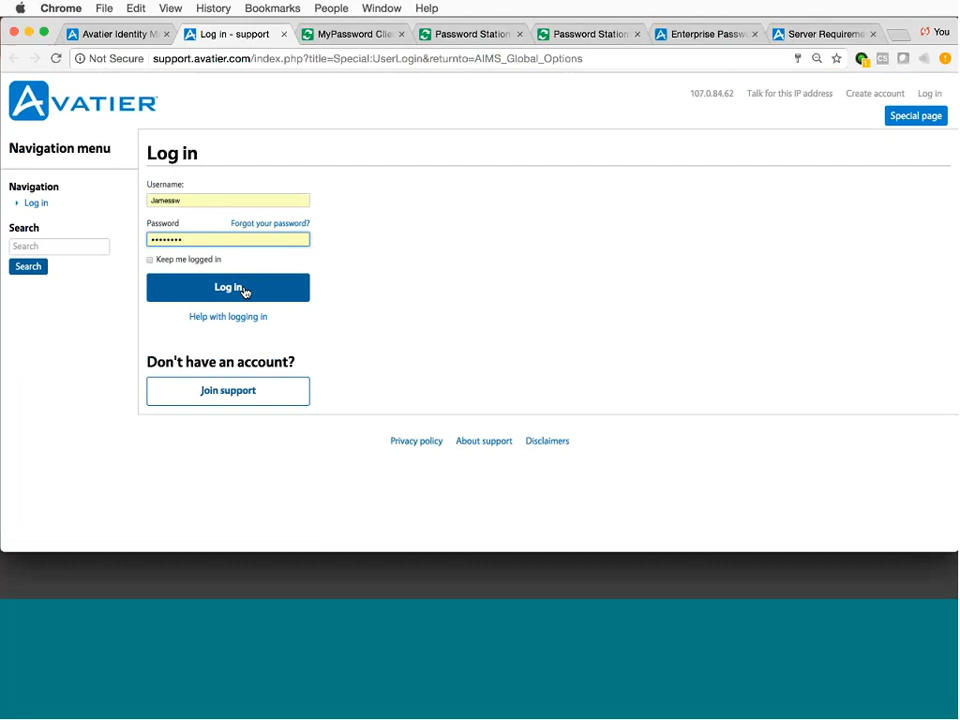 Chrome File Edit View History Bookmarks People Window Help
Avatier Identity M
Log in - support
MyPassword Clie
Password Station
Password Station
Enterprise Passw
Server Requireme
You
Not Secure support.avatier.com/index.php?title=Special:UserLogin&returnto=AIMS_Global_Options
AVATIER
107.0.84.62 Talk for this IP address Create account Log in
Special page
Navigation menu
Navigation
Log in
Search
Search
Search
Log in
Username:
Jamessw
Password Forgot your password?
••••••••
Keep me logged in
Log in
Help with logging in
Don't have an account?
Join support
Privacy policy About support Disclaimers